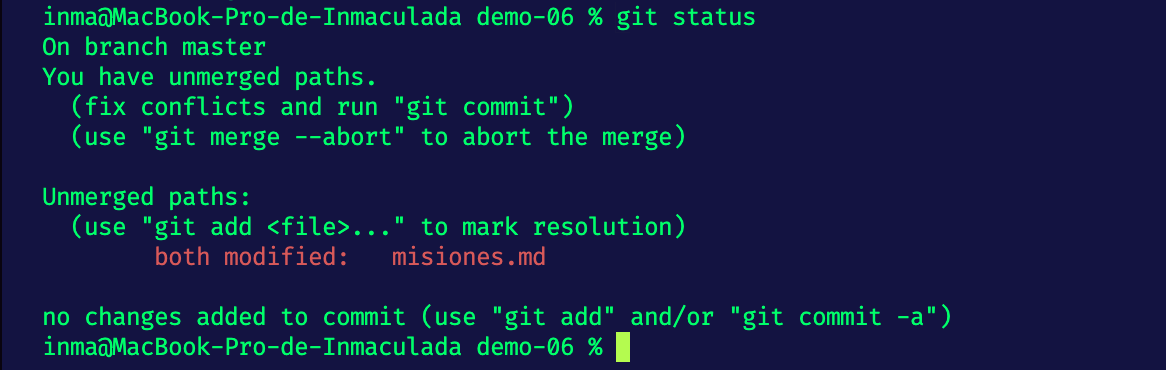 inma@MacBook-Pro-de-Inmaculada demo-06 % git status
On branch master
You have unmerged paths.
  (fix conflicts and run "git commit")
  (use "git merge --abort" to abort the merge)

Unmerged paths:
  (use "git add <file>..." to mark resolution)
        both modified:   misiones.md

no changes added to commit (use "git add" and/or "git commit -a")
inma@MacBook-Pro-de-Inmaculada demo-06 %